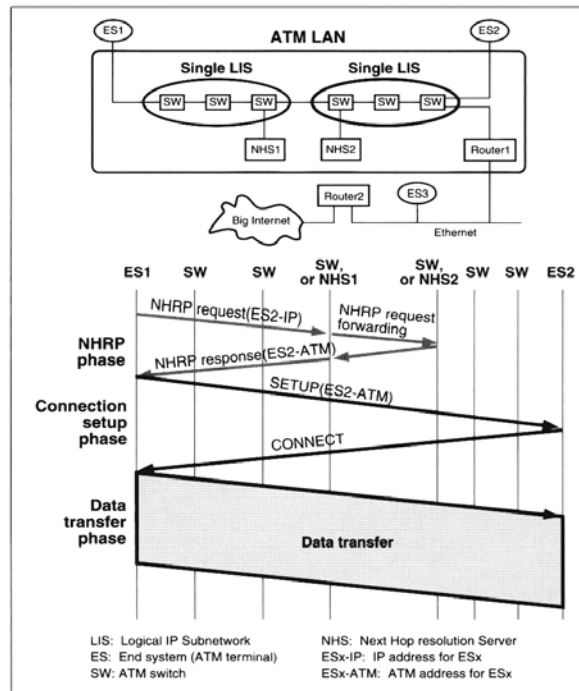 ES1
ES2
ATM LAN
Single LIS
Single LIS
SW
SW
SW
SW
SW
SW
NHS1
NHS2
Router1
Router2
ES3
Big Internet
Ethernet
ES1
SW
SW
SW,
or NHS1
SW,
or NHS2
SW
SW
ES2
NHRP request(ES2-IP)
NHRP request
forwarding
NHRP
phase
NHRP response(ES2-ATM)
SETUP(ES2-ATM)
Connection
setup
phase
CONNECT
Data
transfer
phase
Data transfer
LIS: Logical IP Subnetwork
ES: End system (ATM terminal)
SW: ATM switch
NHS: Next Hop resolution Server
ESx-IP: IP address for ESx
ESx-ATM: ATM address for ESx